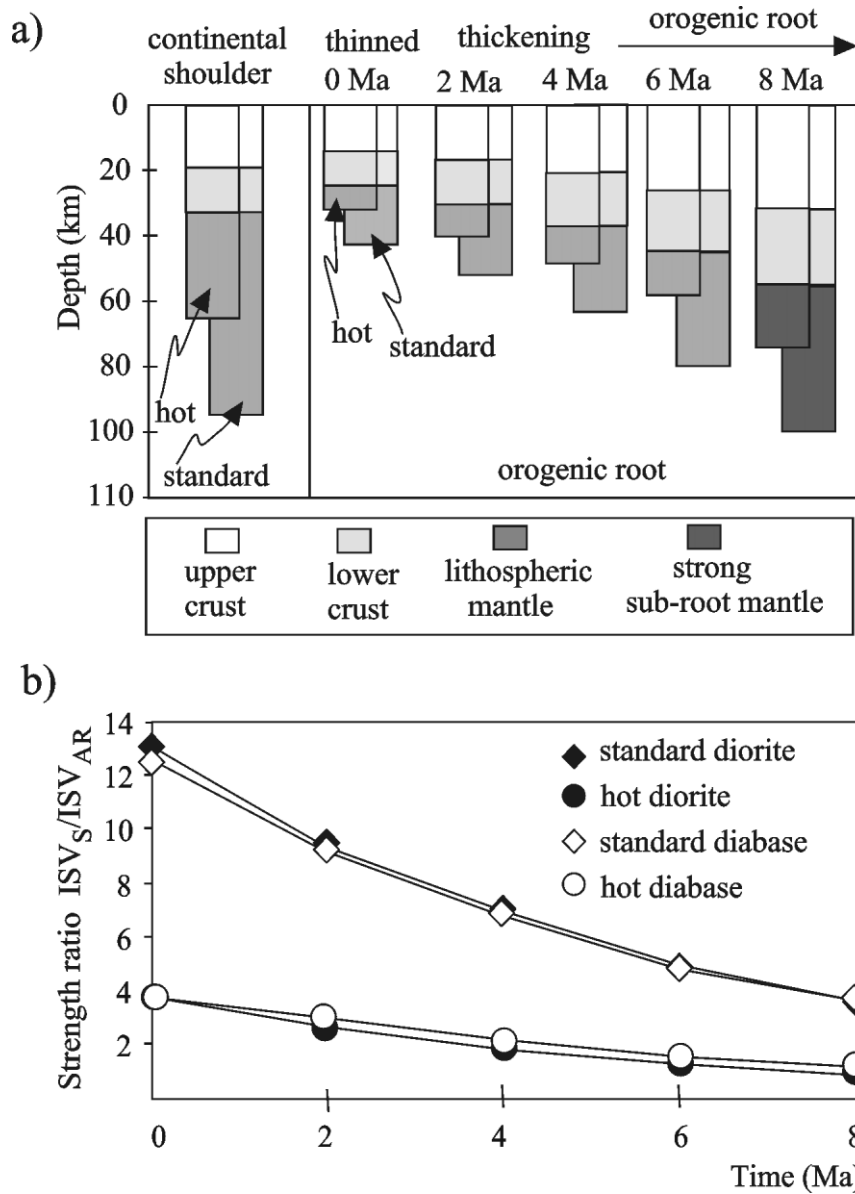 a)
continental
shoulder
thinned
0 Ma
thickening
2 Ma
4 Ma
orogenic root
6 Ma
8 Ma
Depth (km)
0
20
40
60
80
100
110
hot
standard
hot
standard
orogenic root
upper
crust
lower
crust
lithospheric
mantle
strong
sub-root mantle
b)
Strength ratio ISV_S/ISV_AR
14
12
10
8
6
4
2
standard diorite
hot diorite
standard diabase
hot diabase
0
2
4
6
8
Time (Ma)